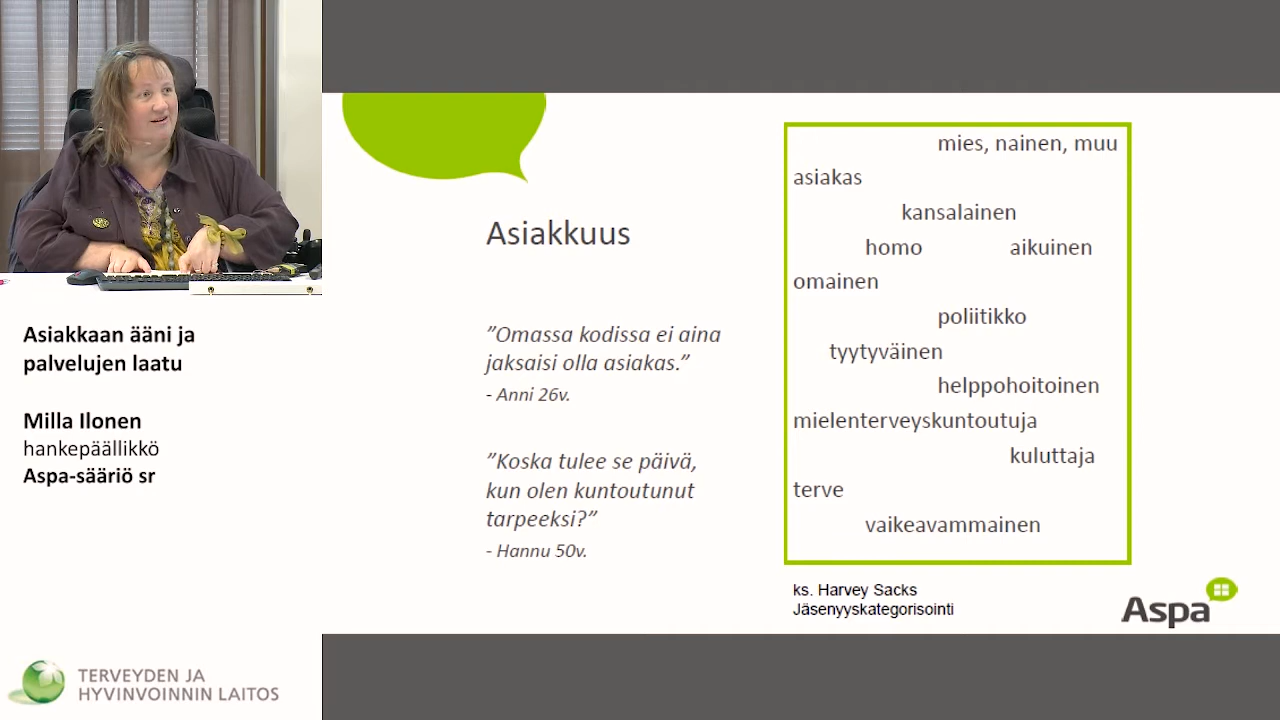 Asiakkaan ääni ja
palvelujen laatu
Milla Ilonen
hankepäällikkö
Aspa-sääriö sr
TERVEYDEN JA
HYVINVOINNIN LAITOS
Asiakkuus
”Omassa kodissa ei aina
jaksaisi olla asiakas.”
- Anni 26v.
”Koska tulee se päivä,
kun olen kuntoutunut
tarpeeksi?”
- Hannu 50v.
mies, nainen, muu
asiakas
kansalainen
homo aikuinen
omainen
poliitikko
tyytyväinen
helppohoitoinen
mielenterveyskuntoutuja
kuluttaja
terve
vaikeavammainen
ks. Harvey Sacks
Jäsenyyskategorisointi
Aspa